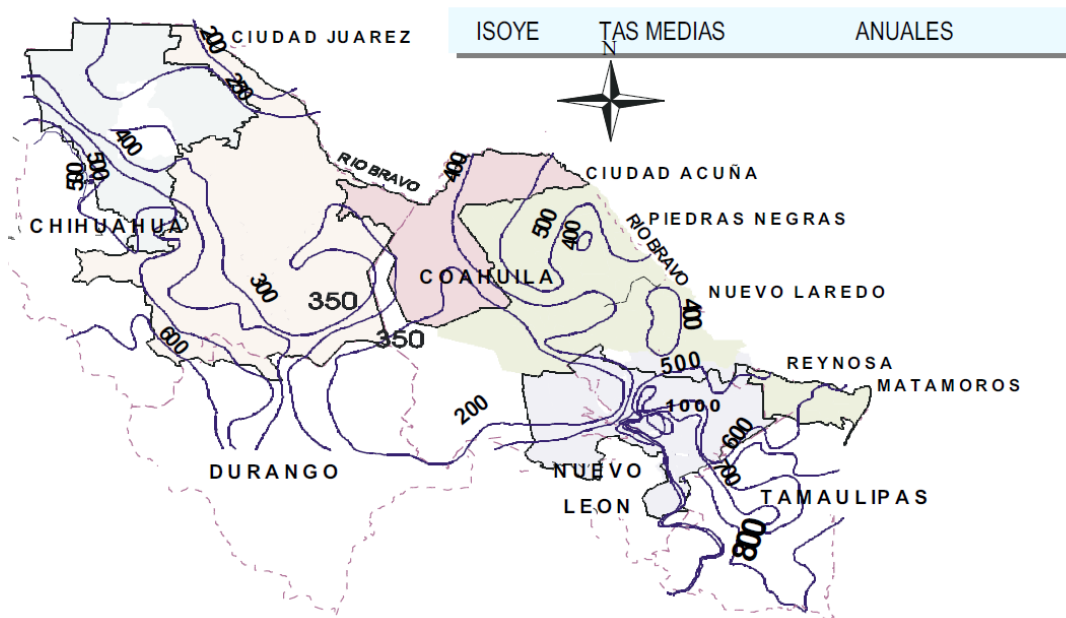 ISOYE TAS MEDIAS ANUALES
N
200
CIUDAD JUAREZ
250
400
500
500
CHIHUAHUA
RIO BRAVO
400
CIUDAD ACUÑA
500
400
PIEDRAS NEGRAS
RIO BRAVO
COAHUILA
300
350
NUEVO LAREDO
400
600
350
500
REYNOSA
MATAMOROS
200
1000
600
DURANGO
NUEVO
LEON
700
TAMAULIPAS
800